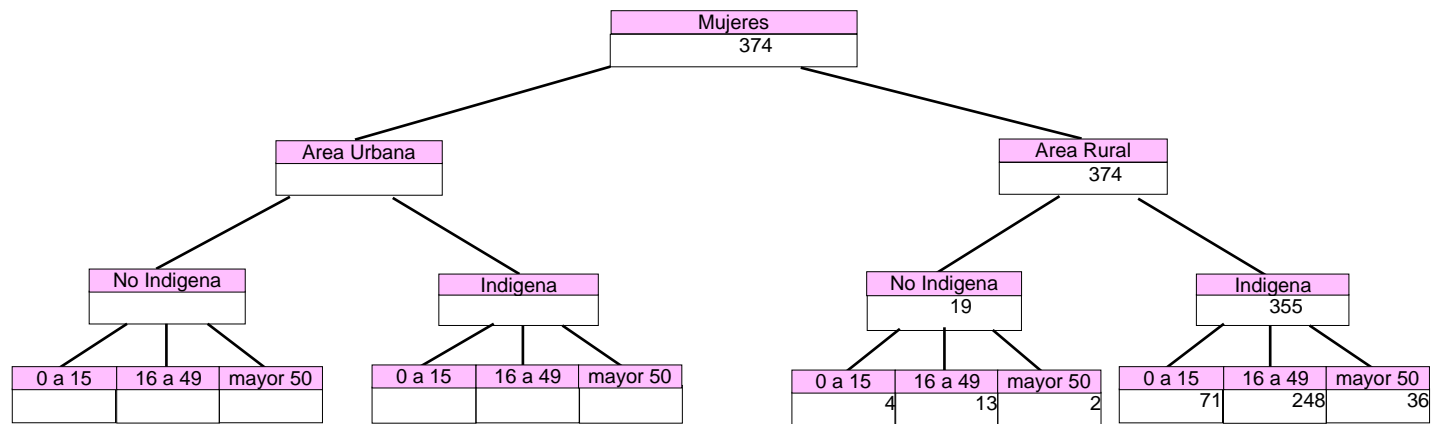 Mujeres
374
Area Urbana
Area Rural
374
No Indigena
Indigena
No Indigena
19
Indigena
355
0 a 15 16 a 49 mayor 50
0 a 15 16 a 49 mayor 50
0 a 15 16 a 49 mayor 50
4 13 2
0 a 15 16 a 49 mayor 50
71 248 36